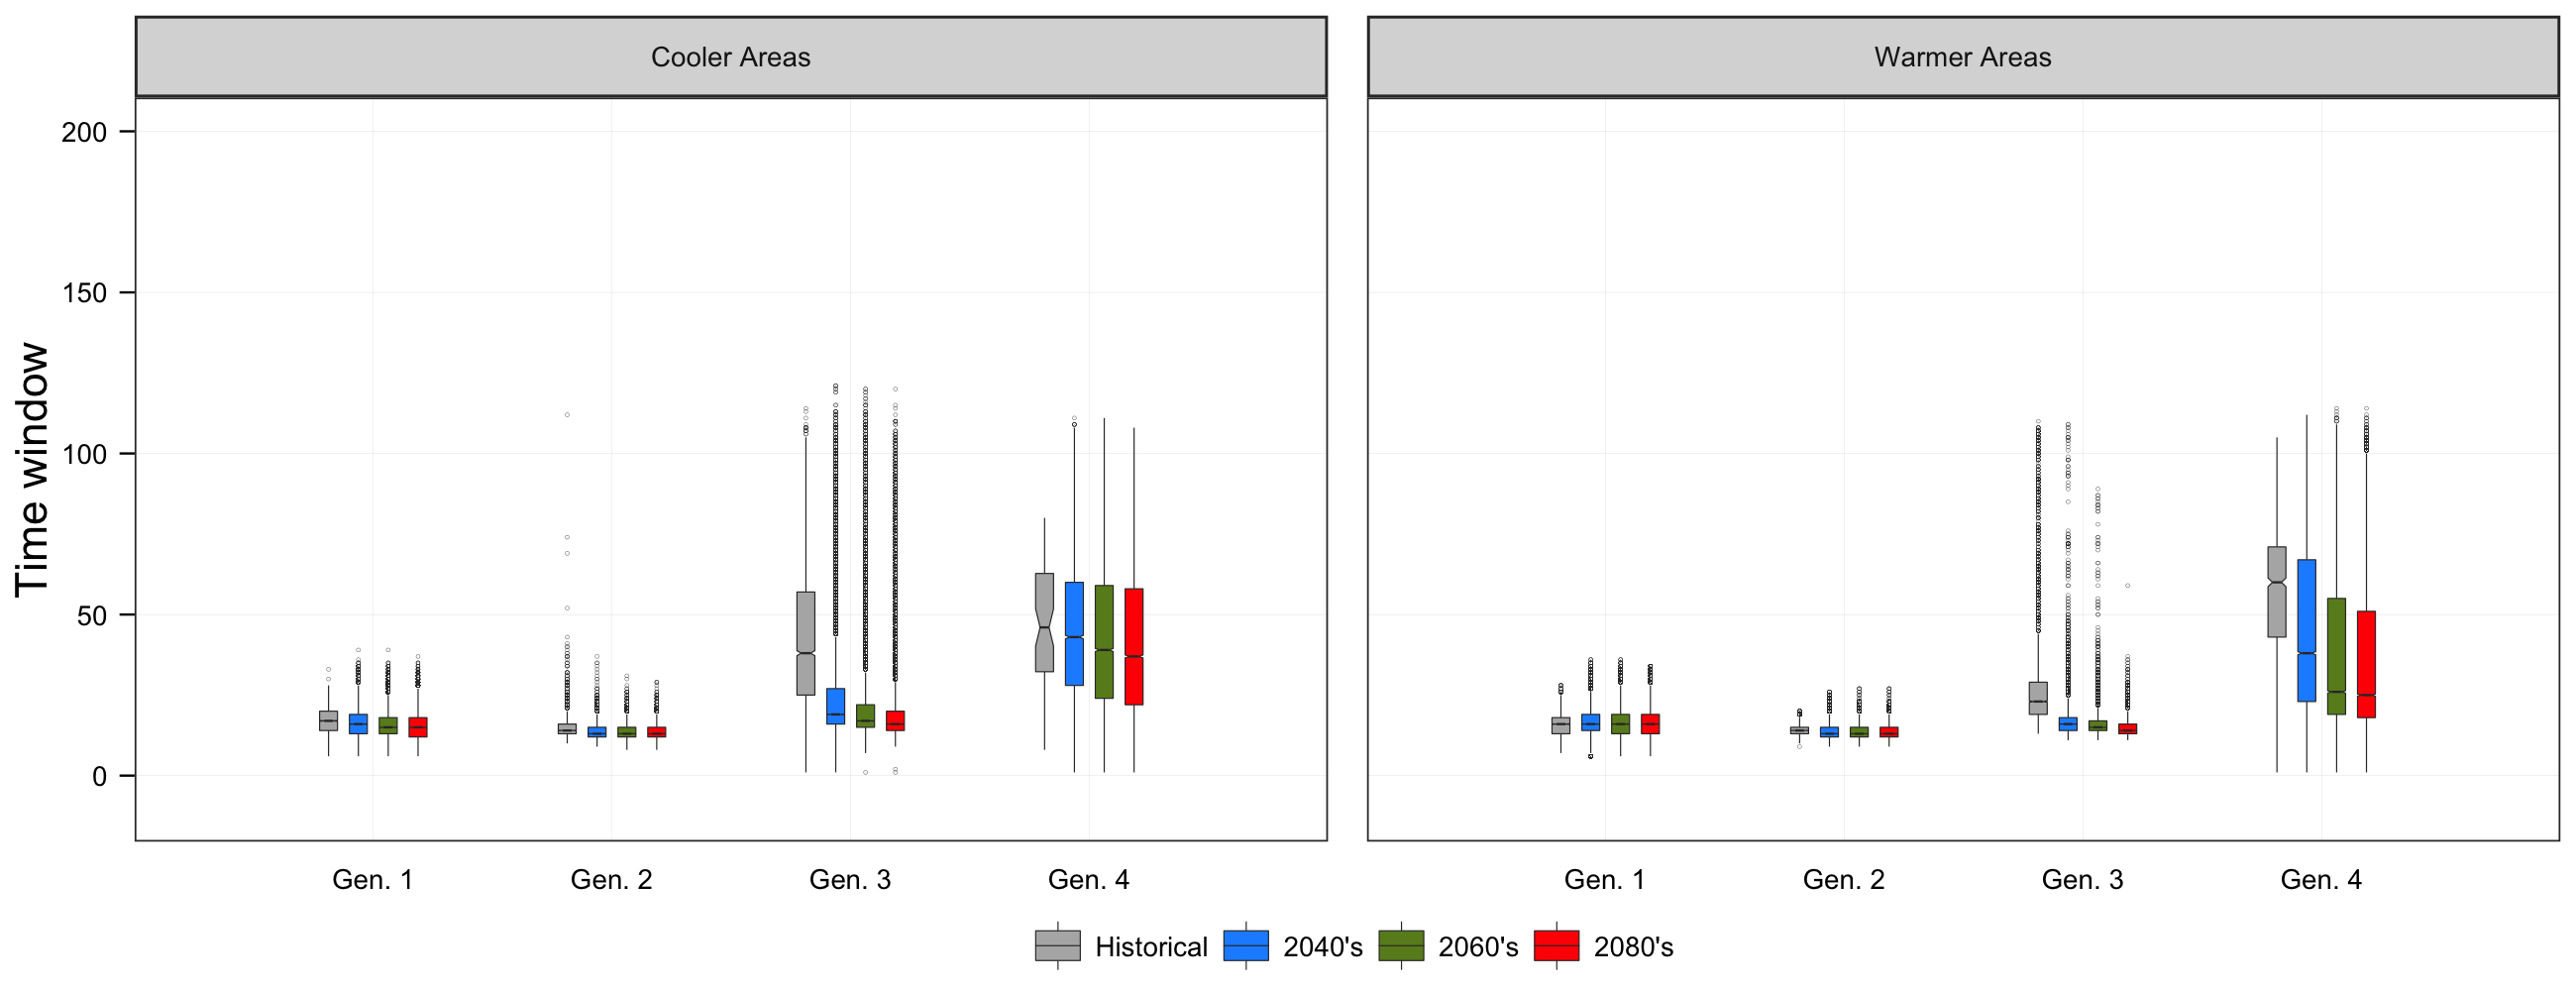 Cooler Areas
Warmer Areas
Time window
200
150
100
50
0
Gen. 1 Gen. 2 Gen. 3 Gen. 4
Gen. 1 Gen. 2 Gen. 3 Gen. 4
Historical 2040's 2060's 2080's